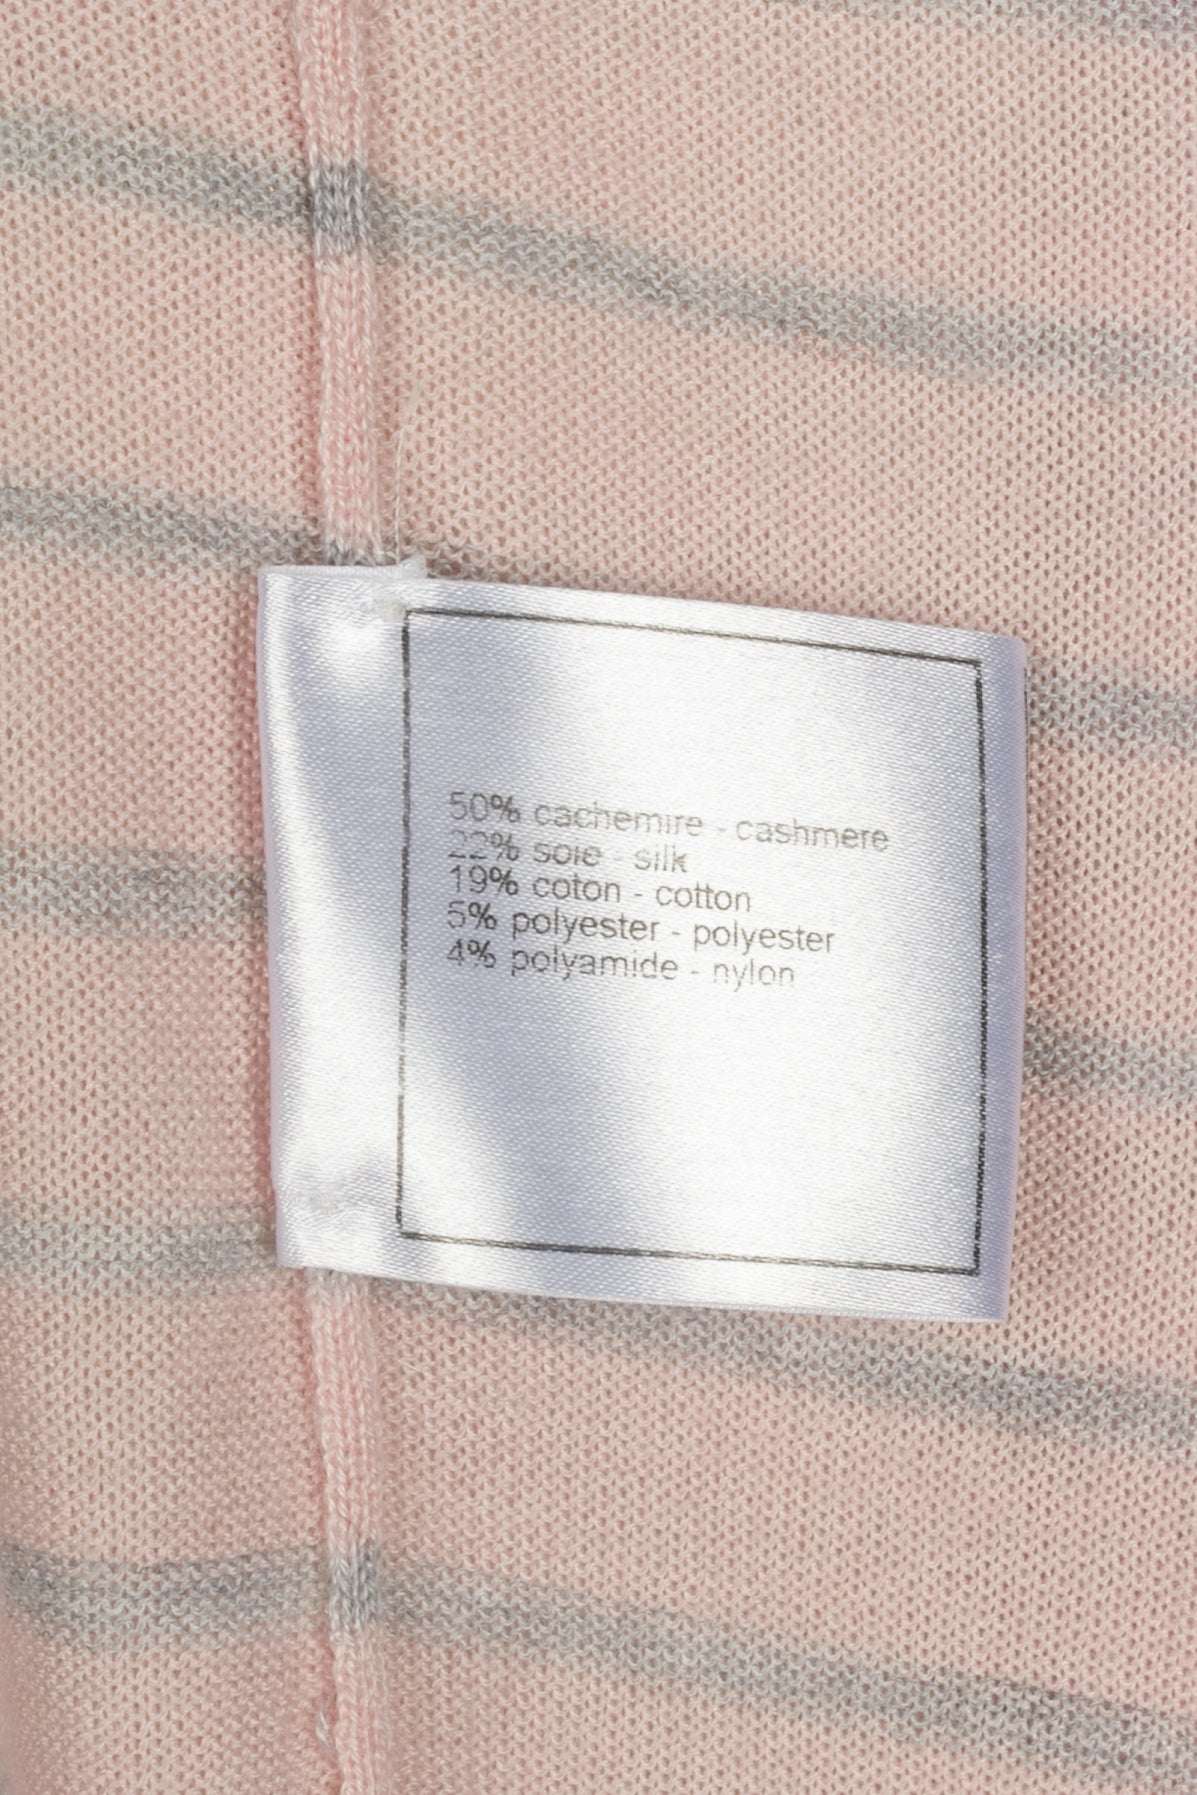 50% cachemire - cashmere
22% soie - silk
19% coton - cotton
5% polyester - polyester
4% polyamide - nylon